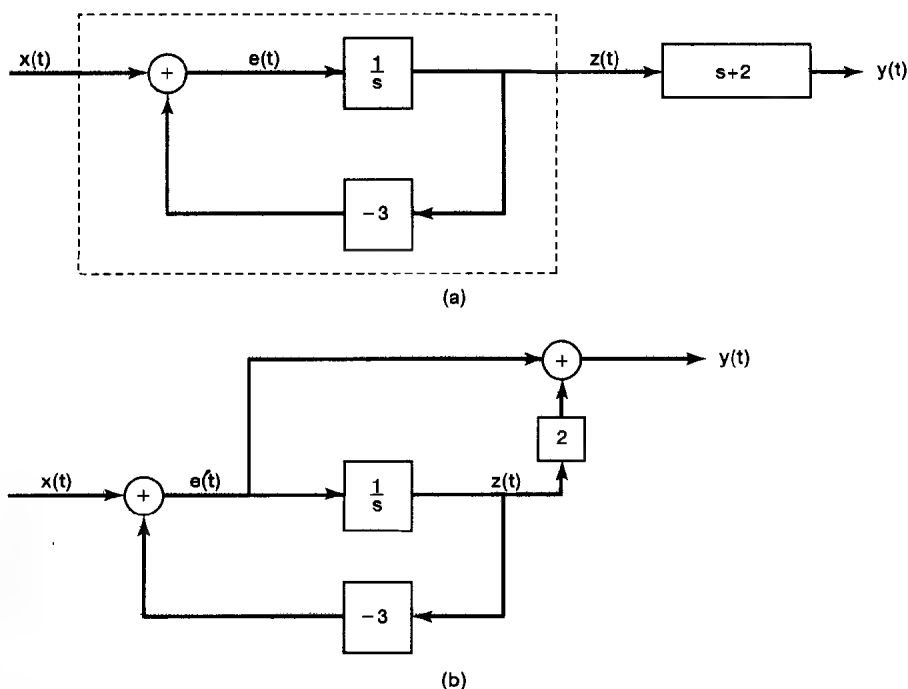 x(t) + e(t) 1/s z(t) s+2 y(t)
−3
(a)
+ y(t)
2
x(t) + e(t) 1/s z(t)
−3
(b)